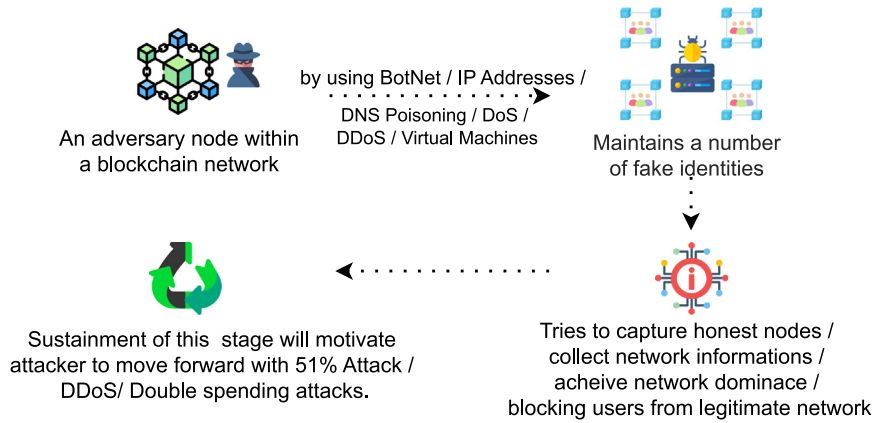 An adversary node within
a blockchain network
by using BotNet / IP Addresses /
DNS Poisoning / DoS /
DDoS / Virtual Machines
Maintains a number
of fake identities
Tries to capture honest nodes /
collect network informations /
acheive network dominace /
blocking users from legitimate network
Sustainment of this stage will motivate
attacker to move forward with 51% Attack /
DDoS/ Double spending attacks.